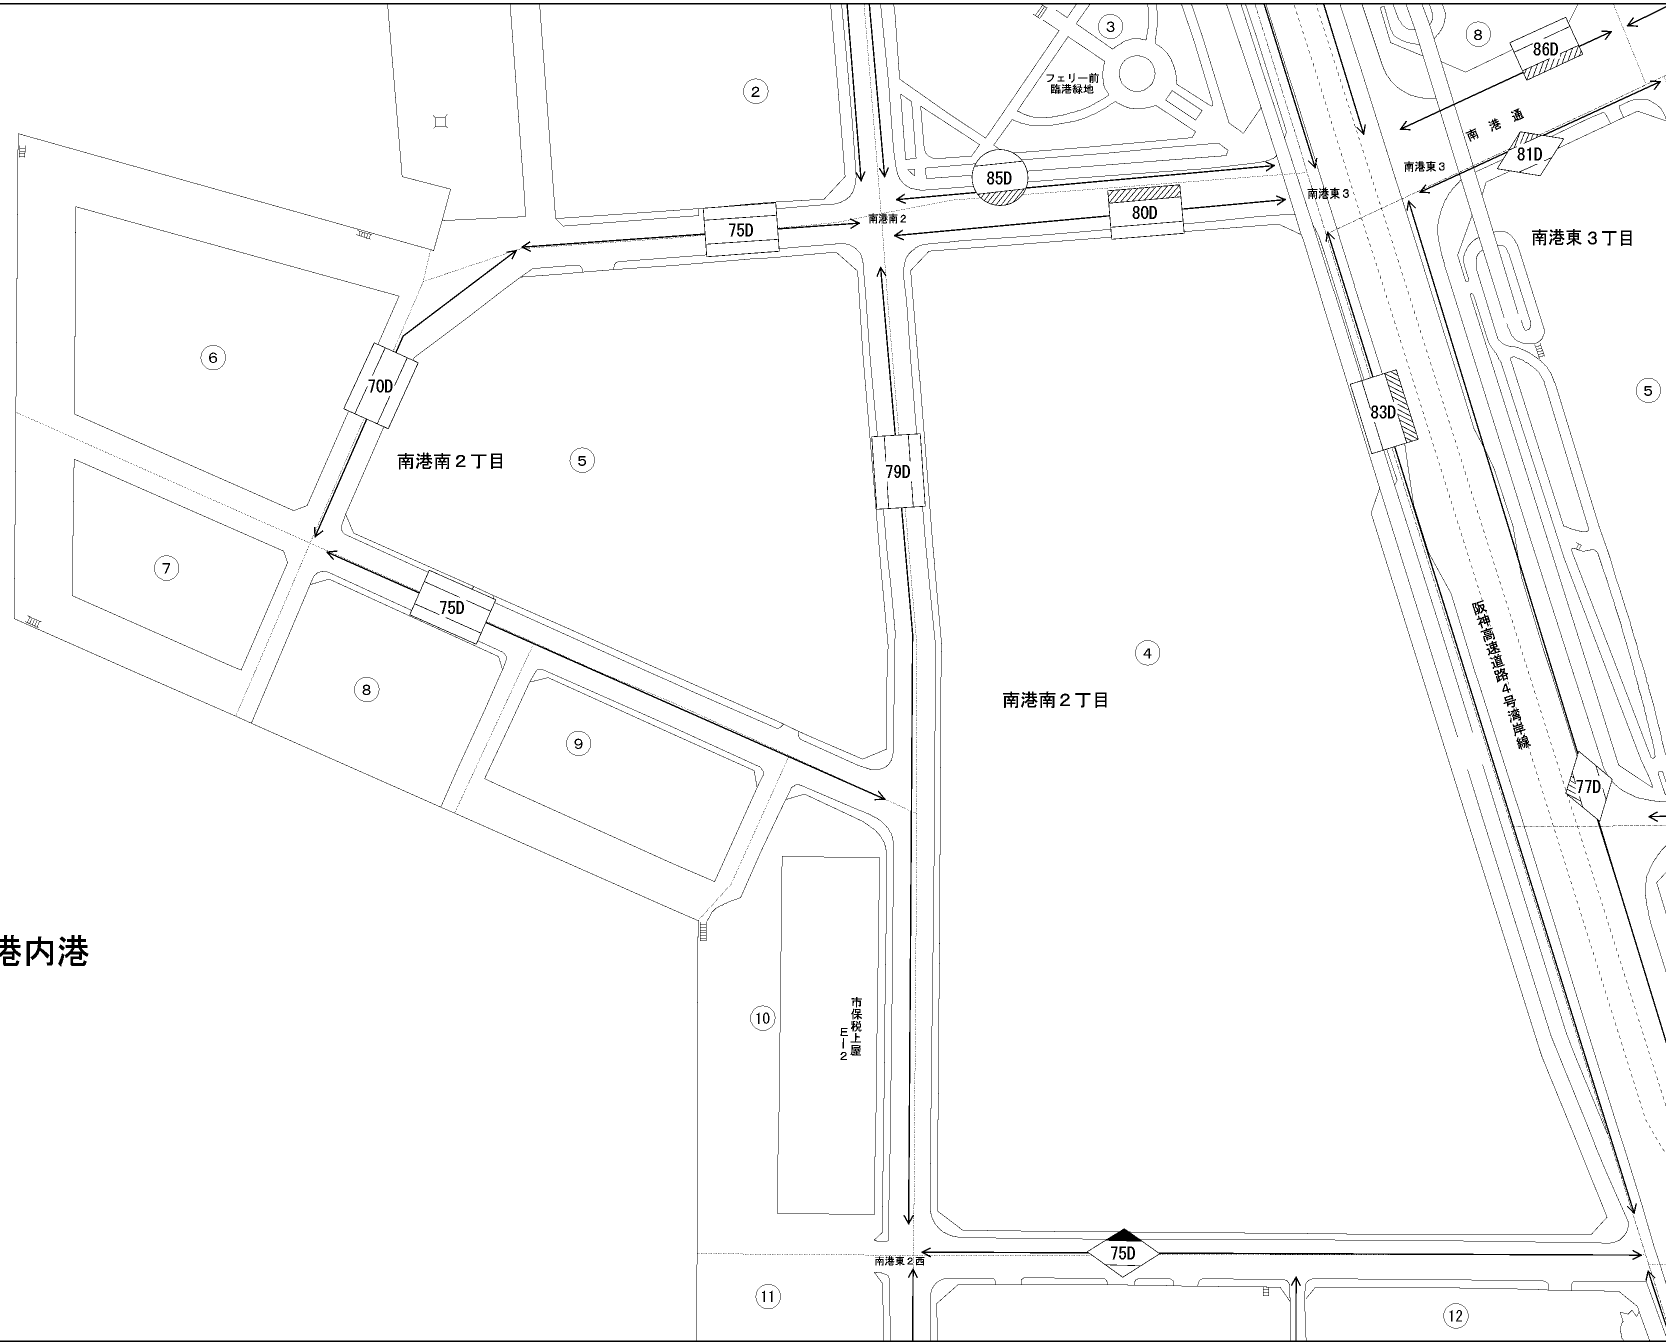 ③
⑧
86D
②
フェリー前
臨港緑地
南港通
81D
南港東3
85D
南港東3
80D
75D
南港南2
南港東3丁目
⑥
70D
83D
⑤
南港南2丁目
⑤
79D
⑦
75D
阪神高速道路4号湾岸線
④
⑧
南港南2丁目
⑨
77D
港内港
⑩
市保税上屋
E-2
75D
南港東2西
⑪
⑫